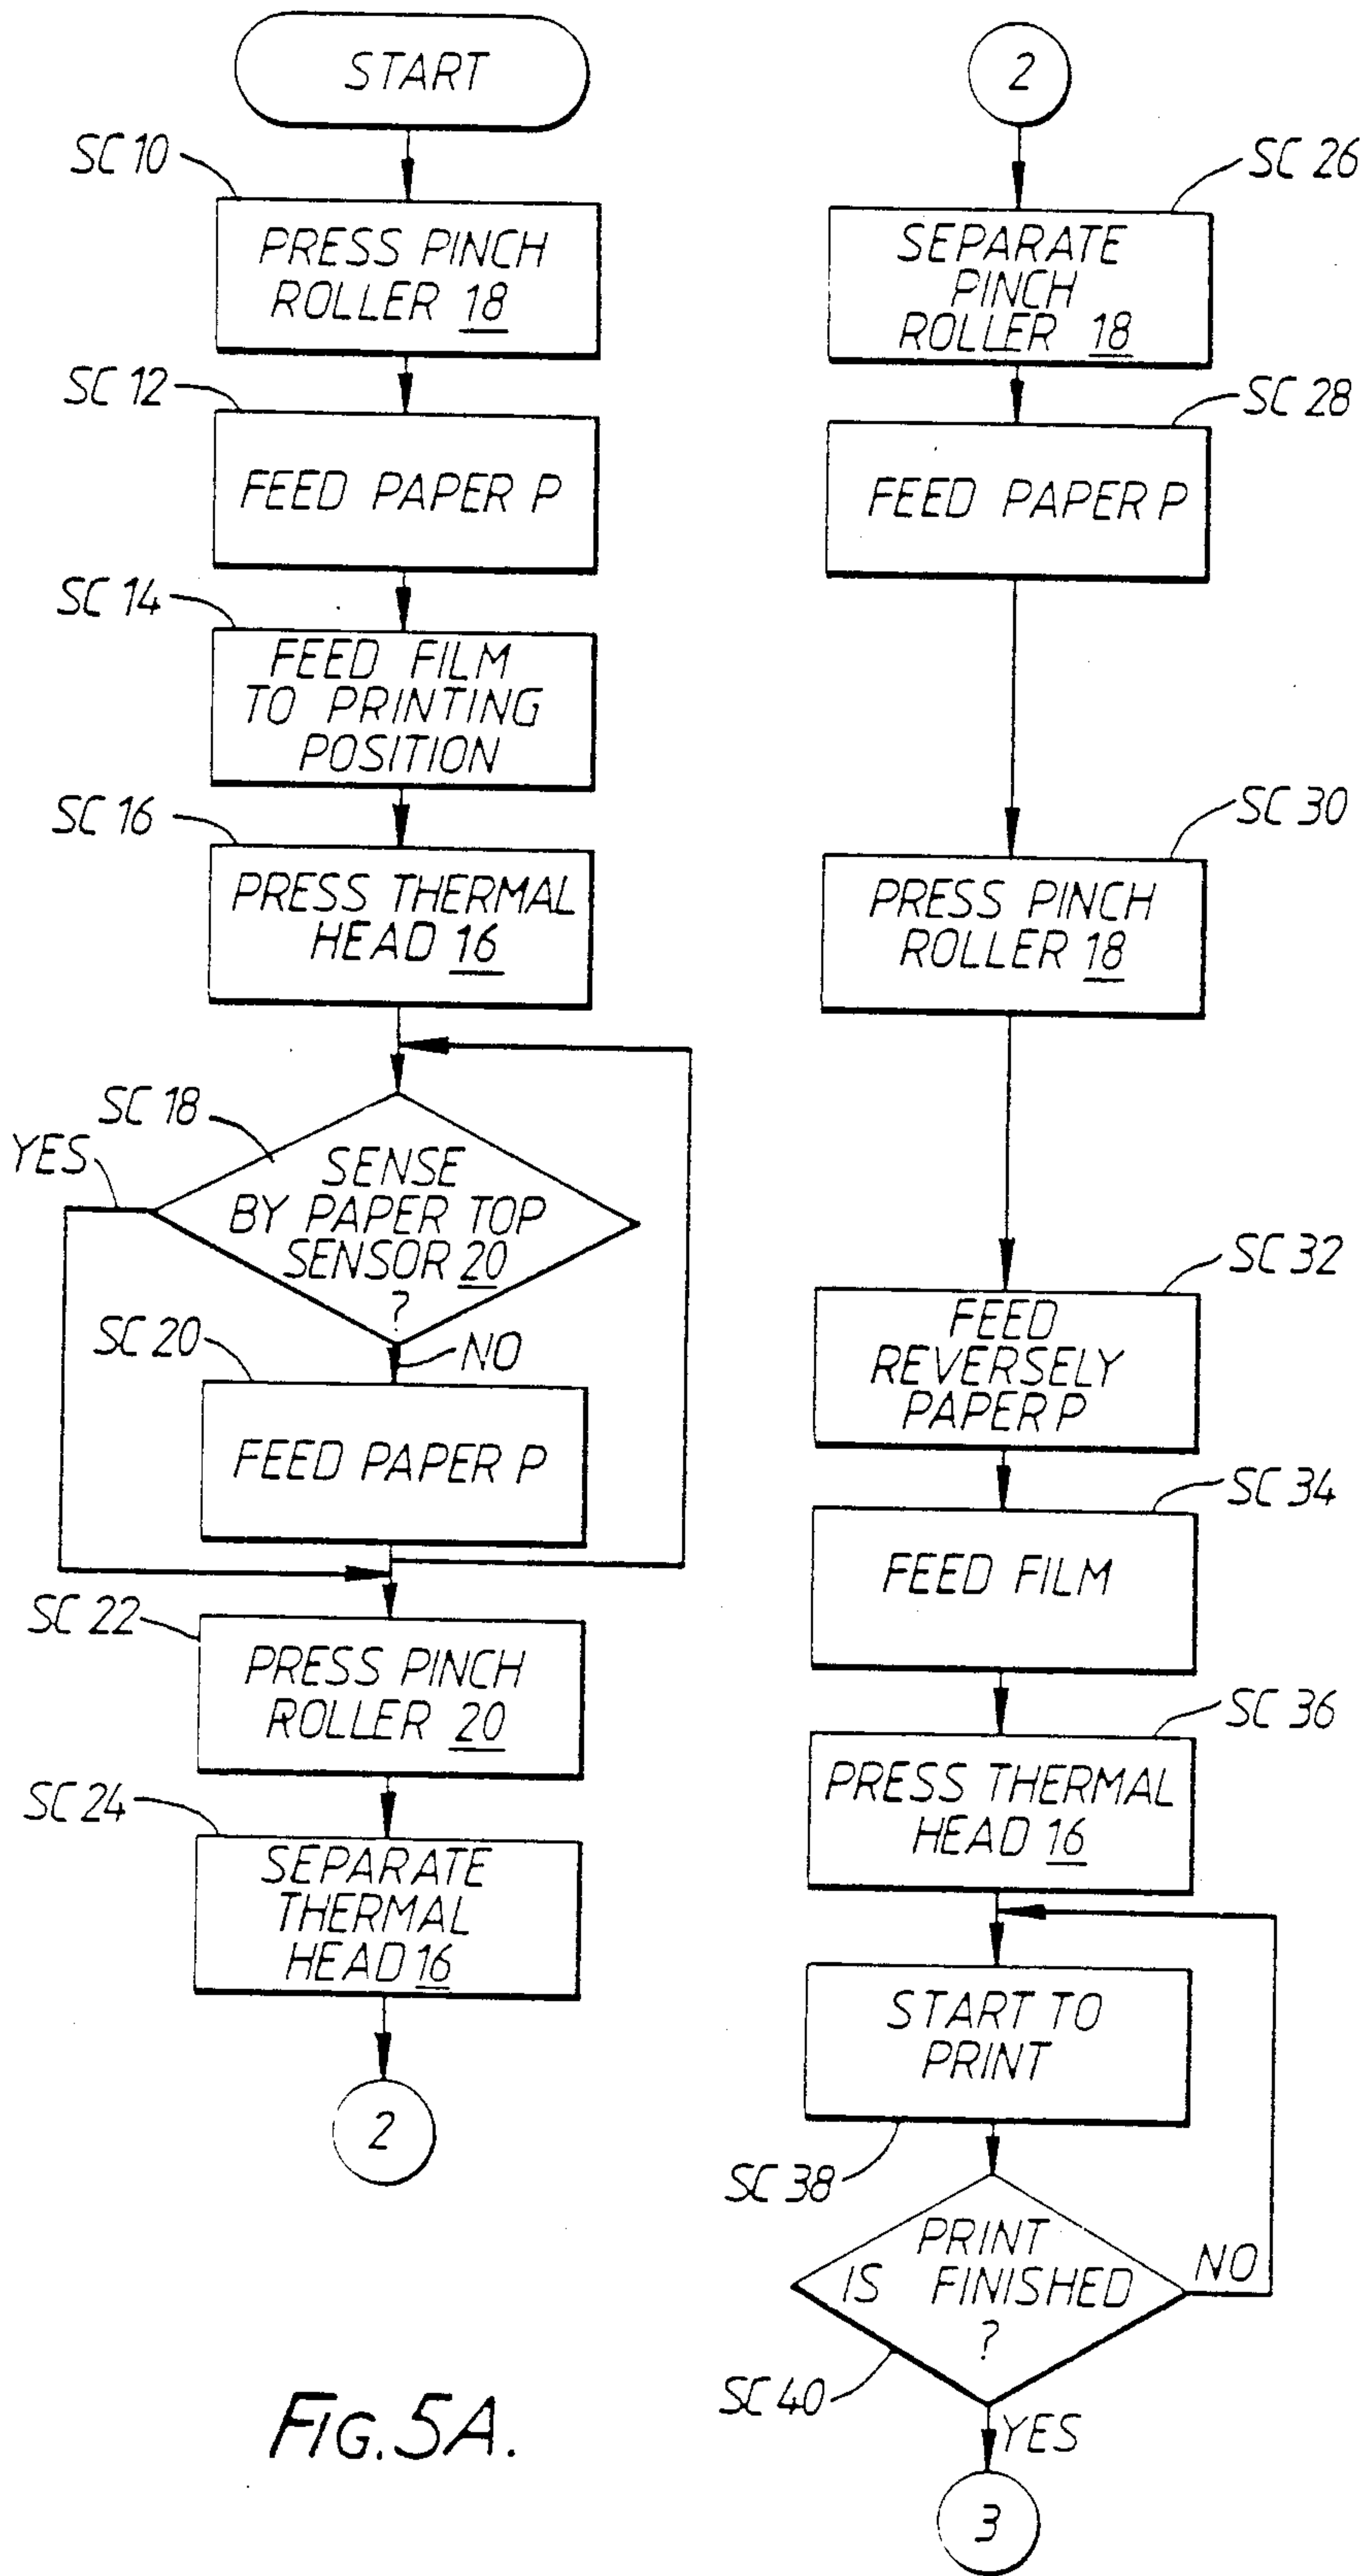 START
SC 10
PRESS PINCH
ROLLER 18
SC 12
FEED PAPER P
SC 14
FEED FILM
TO PRINTING
POSITION
SC 16
PRESS THERMAL
HEAD 16
SC 18
YES
SENSE
BY PAPER TOP
SENSOR 20
?
SC 20
NO
FEED PAPER P
SC 22
PRESS PINCH
ROLLER 20
SC 24
SEPARATE
THERMAL
HEAD 16
2
2
SC 26
SEPARATE
PINCH
ROLLER 18
SC 28
FEED PAPER P
SC 30
PRESS PINCH
ROLLER 18
SC 32
FEED
REVERSELY
PAPER P
SC 34
FEED FILM
SC 36
PRESS THERMAL
HEAD 16
START TO
PRINT
SC 38
PRINT
IS FINISHED
?
NO
SC 40
YES
3
FIG. 5A.